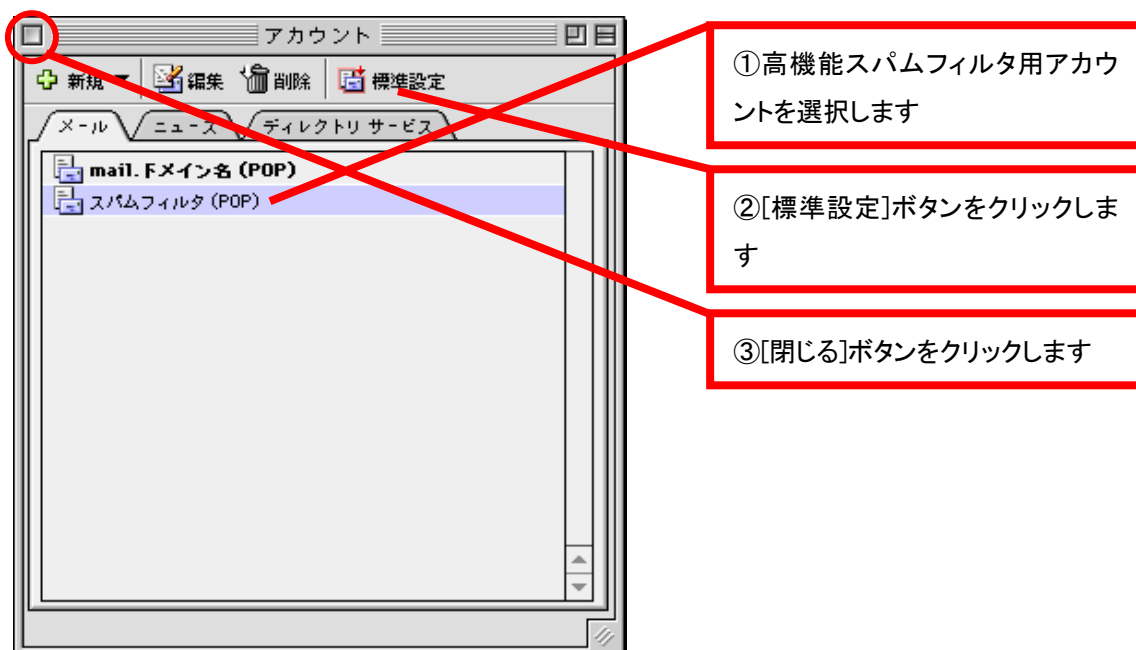 アカウント
新規 編集 削除 標準設定
メール ニュース ディレクトリ サービス
mail.ドメイン名 (POP)
スパムフィルタ (POP)
①高機能スパムフィルタ用アカウ
ントを選択します
②[標準設定]ボタンをクリックしま
す
③[閉じる]ボタンをクリックします